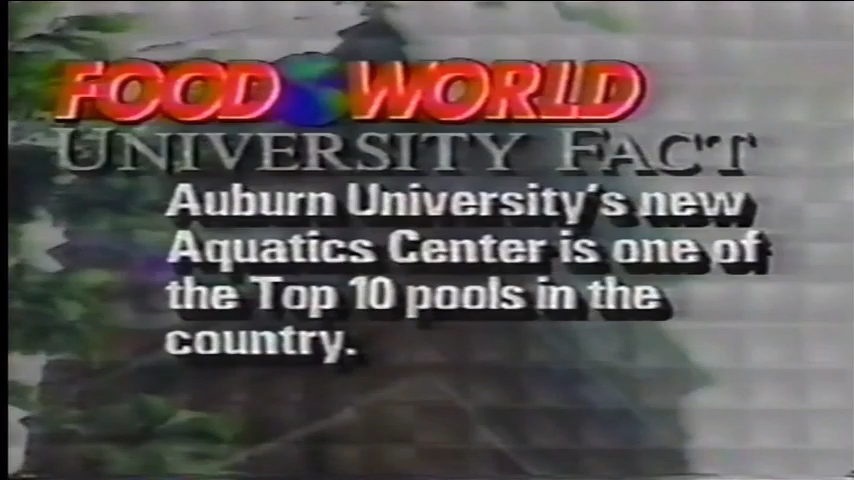 FOOD WORLD
UNIVERSITY FACT
Auburn University's new
Aquatics Center is one of
the Top 10 pools in the
country.